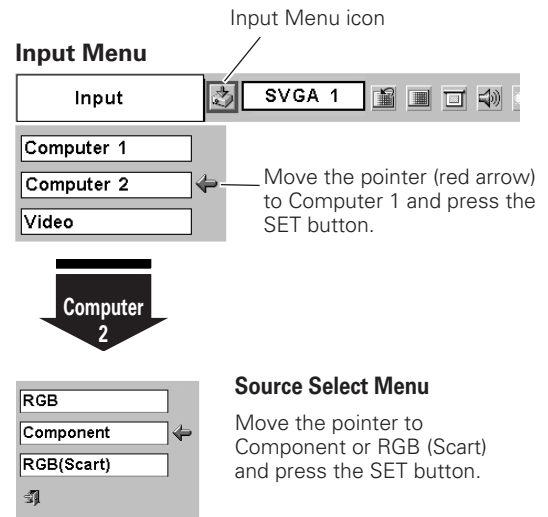 Input Menu icon
Input Menu
Input
SVGA 1
Computer 1
Computer 2
Video
Move the pointer (red arrow)
to Computer 1 and press the
SET button.
Computer
2
RGB
Component
RGB(Scart)
Source Select Menu
Move the pointer to
Component or RGB (Scart)
and press the SET button.